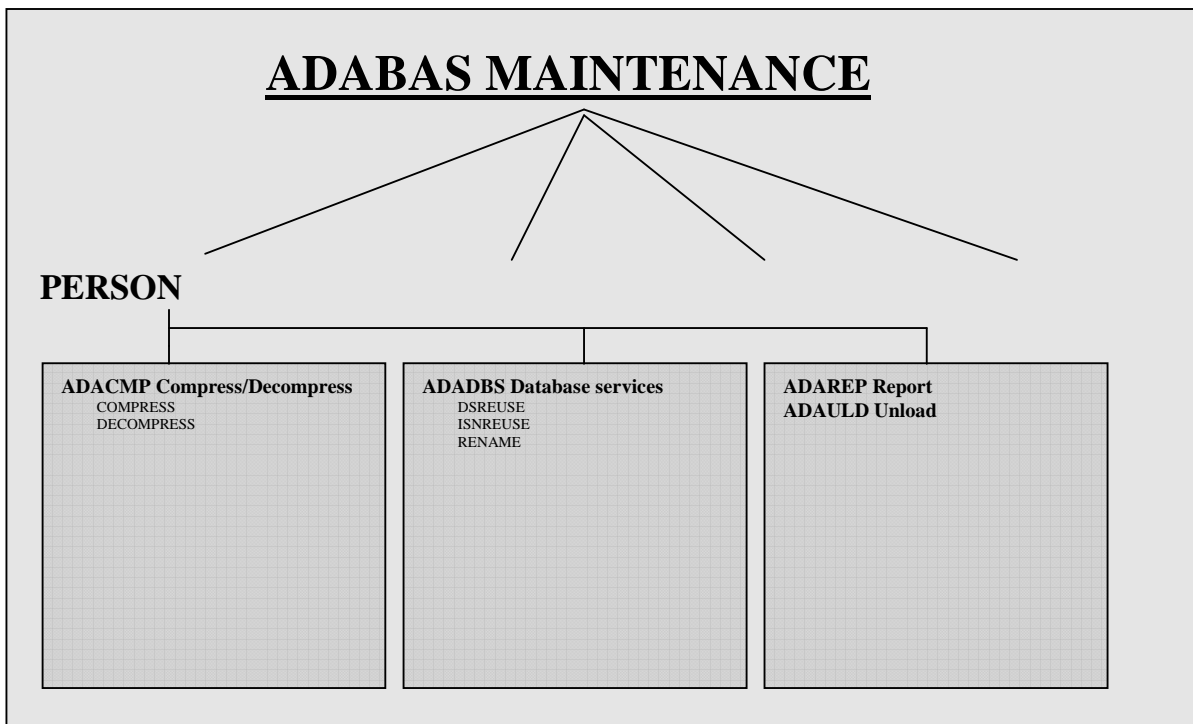 ADABAS MAINTENANCE
PERSON
ADACMP Compress/Decompress
COMPRESS
DECOMPRESS
ADADBS Database services
DSREUSE
ISNREUSE
RENAME
ADAREP Report
ADAULD Unload